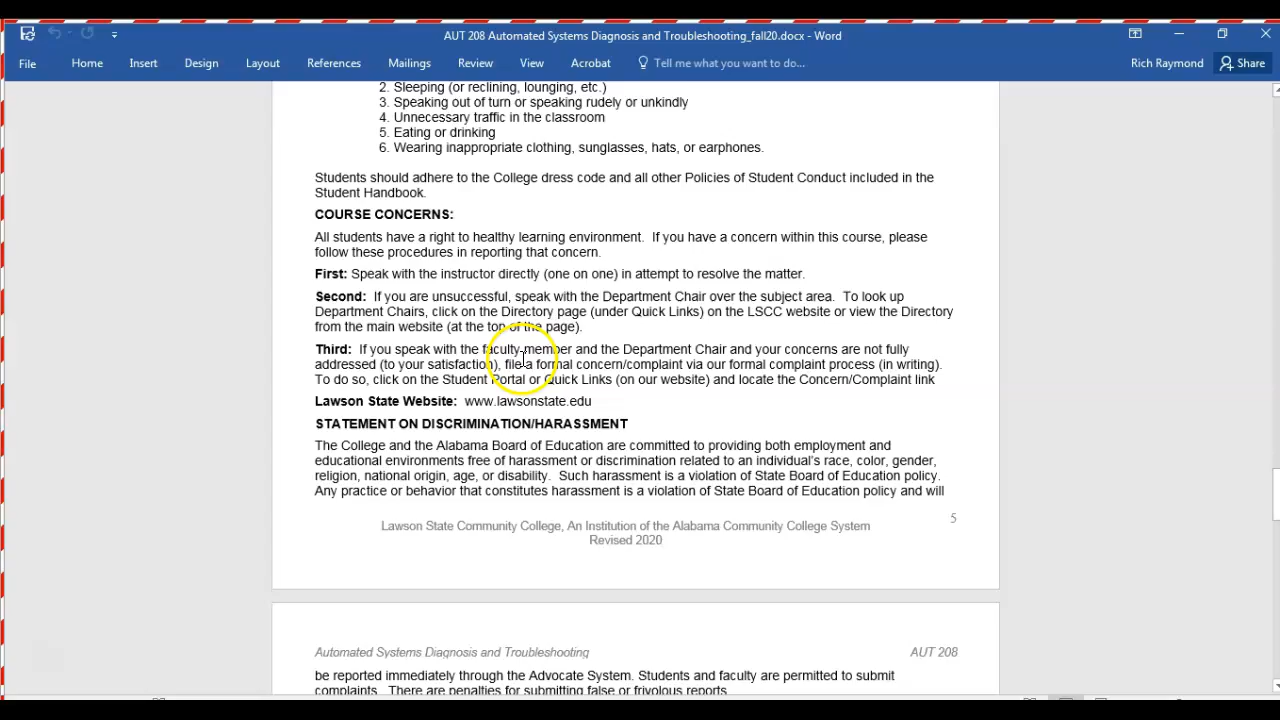 AUT 208 Automated Systems Diagnosis and Troubleshooting_fall20.docx - Word
File Home Insert Design Layout References Mailings Review View Acrobat Tell me what you want to do... Rich Raymond Share
2. Sleeping (or reclining, lounging, etc.)
3. Speaking out of turn or speaking rudely or unkindly
4. Unnecessary traffic in the classroom
5. Eating or drinking
6. Wearing inappropriate clothing, sunglasses, hats, or earphones.
Students should adhere to the College dress code and all other Policies of Student Conduct included in the
Student Handbook.
COURSE CONCERNS:
All students have a right to healthy learning environment. If you have a concern within this course, please
follow these procedures in reporting that concern.
First: Speak with the instructor directly (one on one) in attempt to resolve the matter.
Second: If you are unsuccessful, speak with the Department Chair over the subject area. To look up
Department Chairs, click on the Directory page (under Quick Links) on the LSCC website or view the Directory
from the main website (at the top of the page).
Third: If you speak with the faculty member and the Department Chair and your concerns are not fully
addressed (to your satisfaction), file a formal concern/complaint via our formal complaint process (in writing).
To do so, click on the Student Portal or Quick Links (on our website) and locate the Concern/Complaint link
Lawson State Website: www.lawsonstate.edu
STATEMENT ON DISCRIMINATION/HARASSMENT
The College and the Alabama Board of Education are committed to providing both employment and
educational environments free of harassment or discrimination related to an individual's race, color, gender,
religion, national origin, age, or disability. Such harassment is a violation of State Board of Education policy.
Any practice or behavior that constitutes harassment is a violation of State Board of Education policy and will
5
Lawson State Community College, An Institution of the Alabama Community College System
Revised 2020
Automated Systems Diagnosis and Troubleshooting AUT 208
be reported immediately through the Advocate System. Students and faculty are permitted to submit
complaints. There are penalties for submitting false or frivolous reports